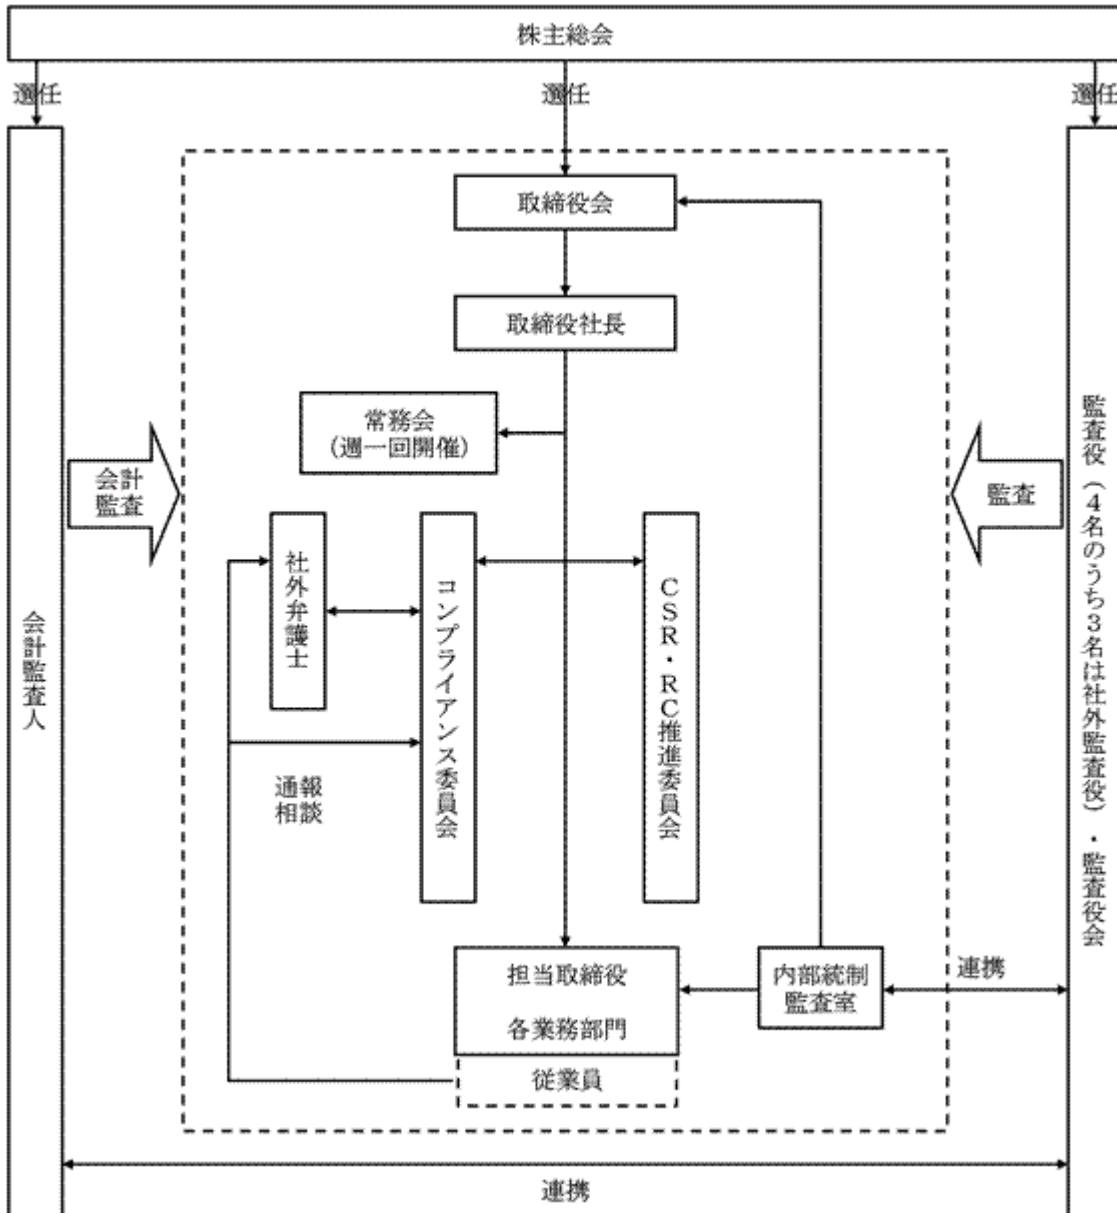 株主総会
選任
選任
選任
取締役会
取締役社長
常務会
(週一回開催)
会計
監査
監査
社外弁護士
コンプライアンス委員会
CSR・RC推進委員会
会計監査人
監査役(4名のうち3名は社外監査役)・監査役会
通報
相談
担当取締役
各業務部門
従業員
内部統制
監査室
連携
連携